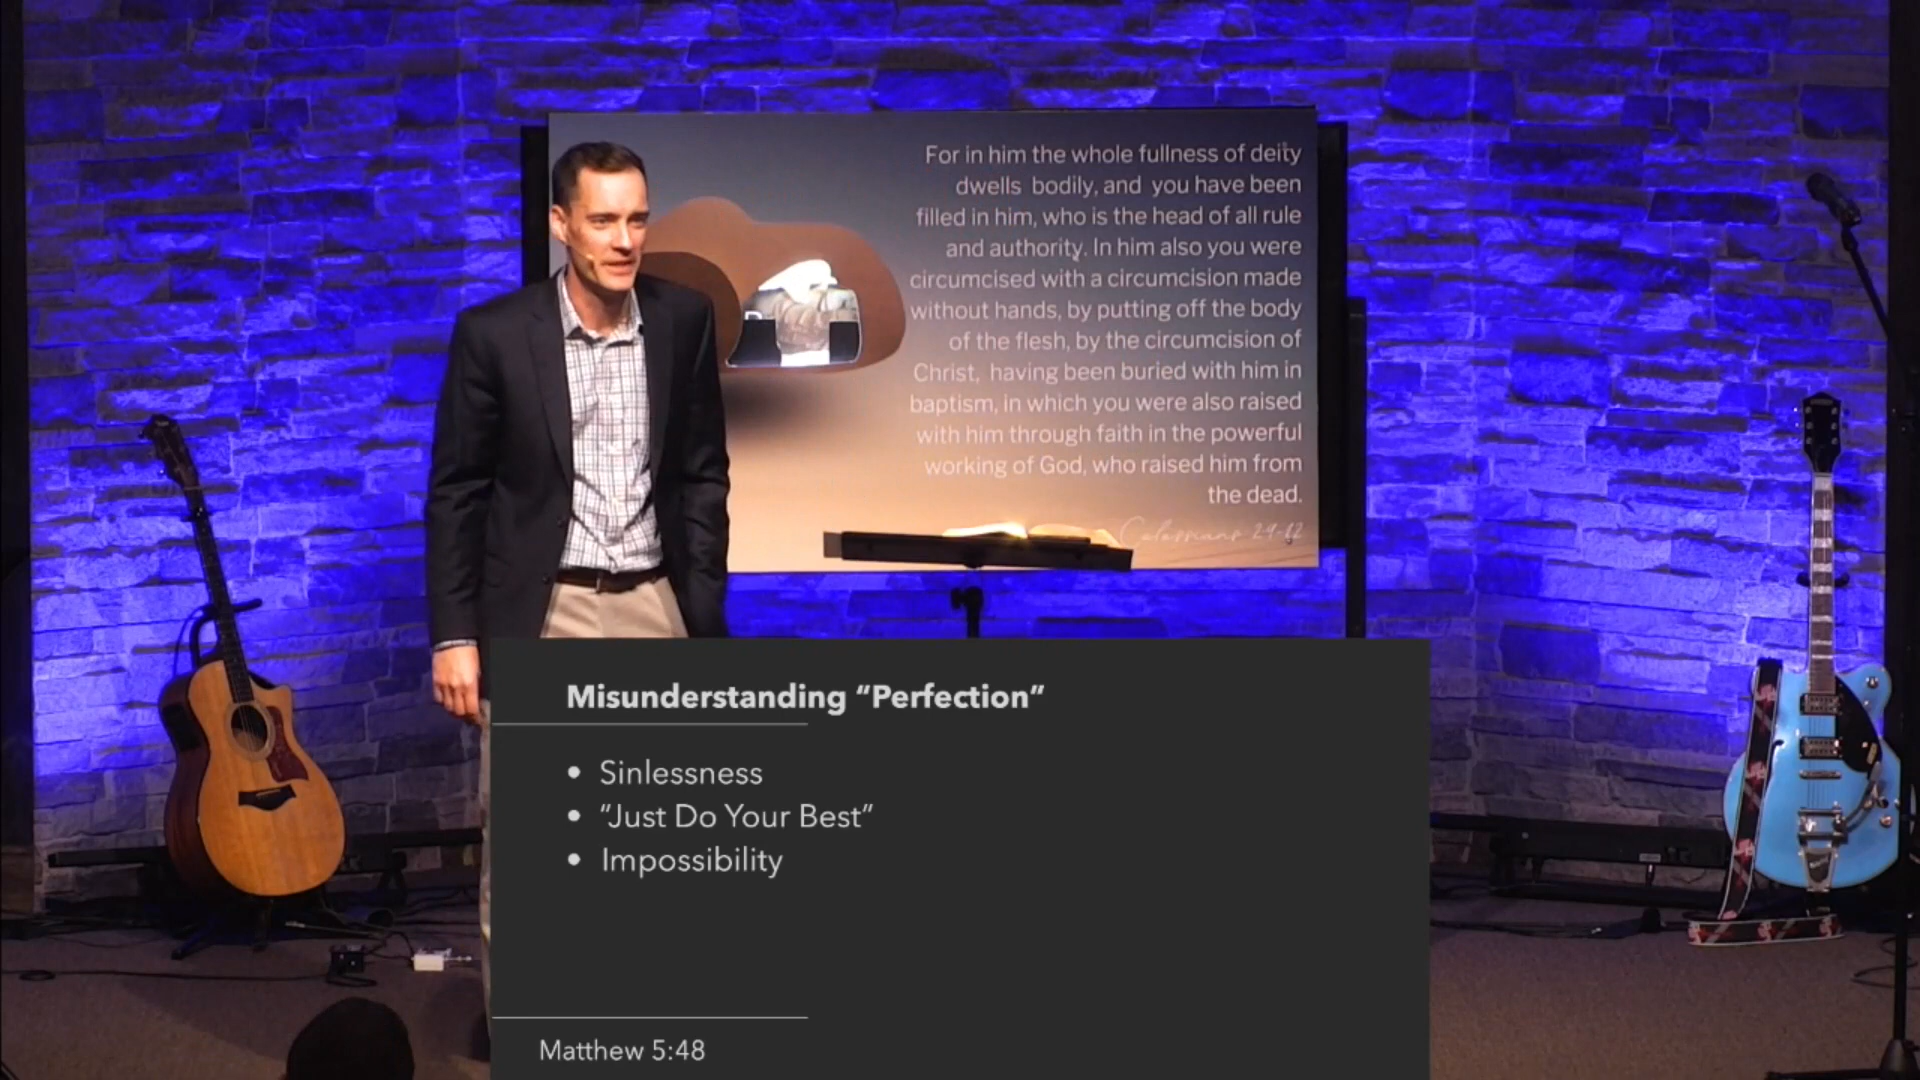 For in him the whole fullness of deity
dwells bodily, and you have been
filled in him, who is the head of all rule
and authority. In him also you were
circumcised with a circumcision made
without hands, by putting off the body
of the flesh, by the circumcision of
Christ, having been buried with him in
baptism, in which you were also raised
with him through faith in the powerful
working of God, who raised him from
the dead.
Colossians 2:9-12
Misunderstanding “Perfection”
• Sinlessness
• “Just Do Your Best”
• Impossibility
Matthew 5:48